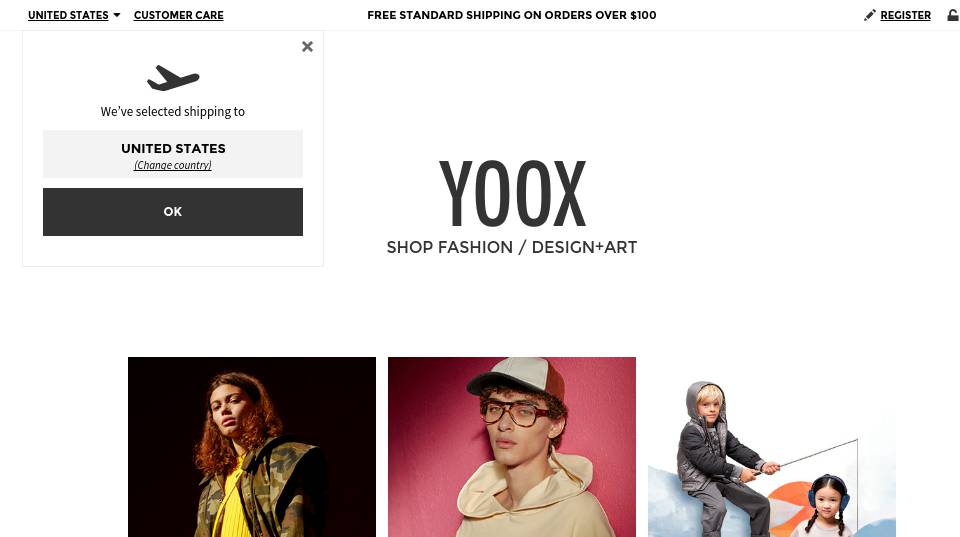 UNITED STATES
CUSTOMER CARE
FREE STANDARD SHIPPING ON ORDERS OVER $100
REGISTER
We’ve selected shipping to
UNITED STATES
(Change country)
OK
YOOX
SHOP FASHION / DESIGN+ART